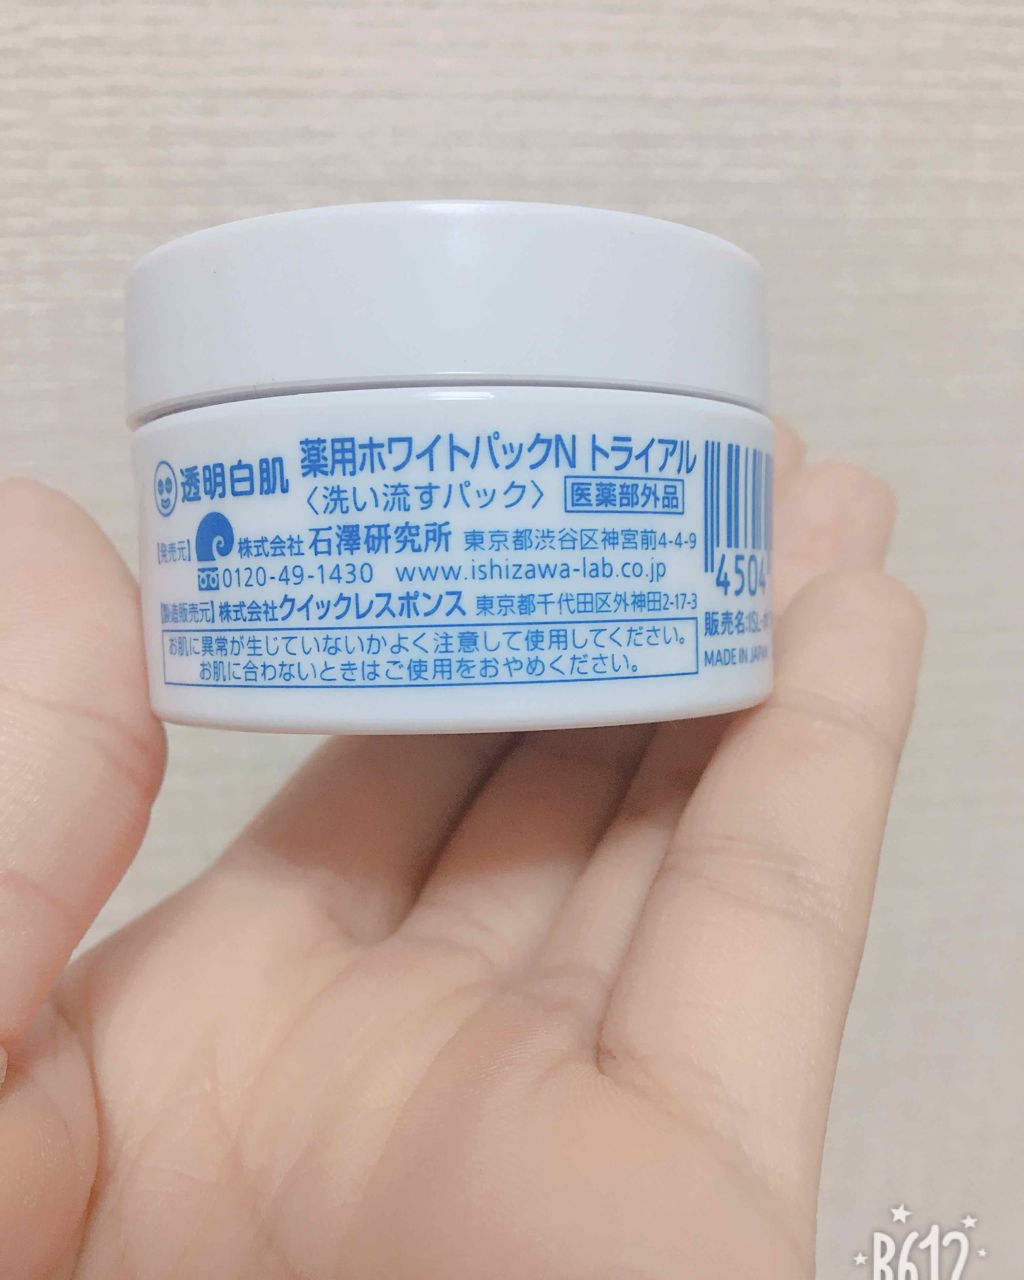 透明白肌 薬用ホワイトパックN トライアル
〈洗い流すパック〉 医薬部外品
【発売元】 株式会社 石澤研究所 東京都渋谷区神宮前4-4-9
0120-49-1430 www.ishizawa-lab.co.jp
【製造販売元】株式会社クイックレスポンス 東京都千代田区外神田2-17-3
お肌に異常が生じていないかよく注意して使用してください。
お肌に合わないときはご使用をおやめください。
4504
販売名:ISL-
MADE IN JAPAN
B612